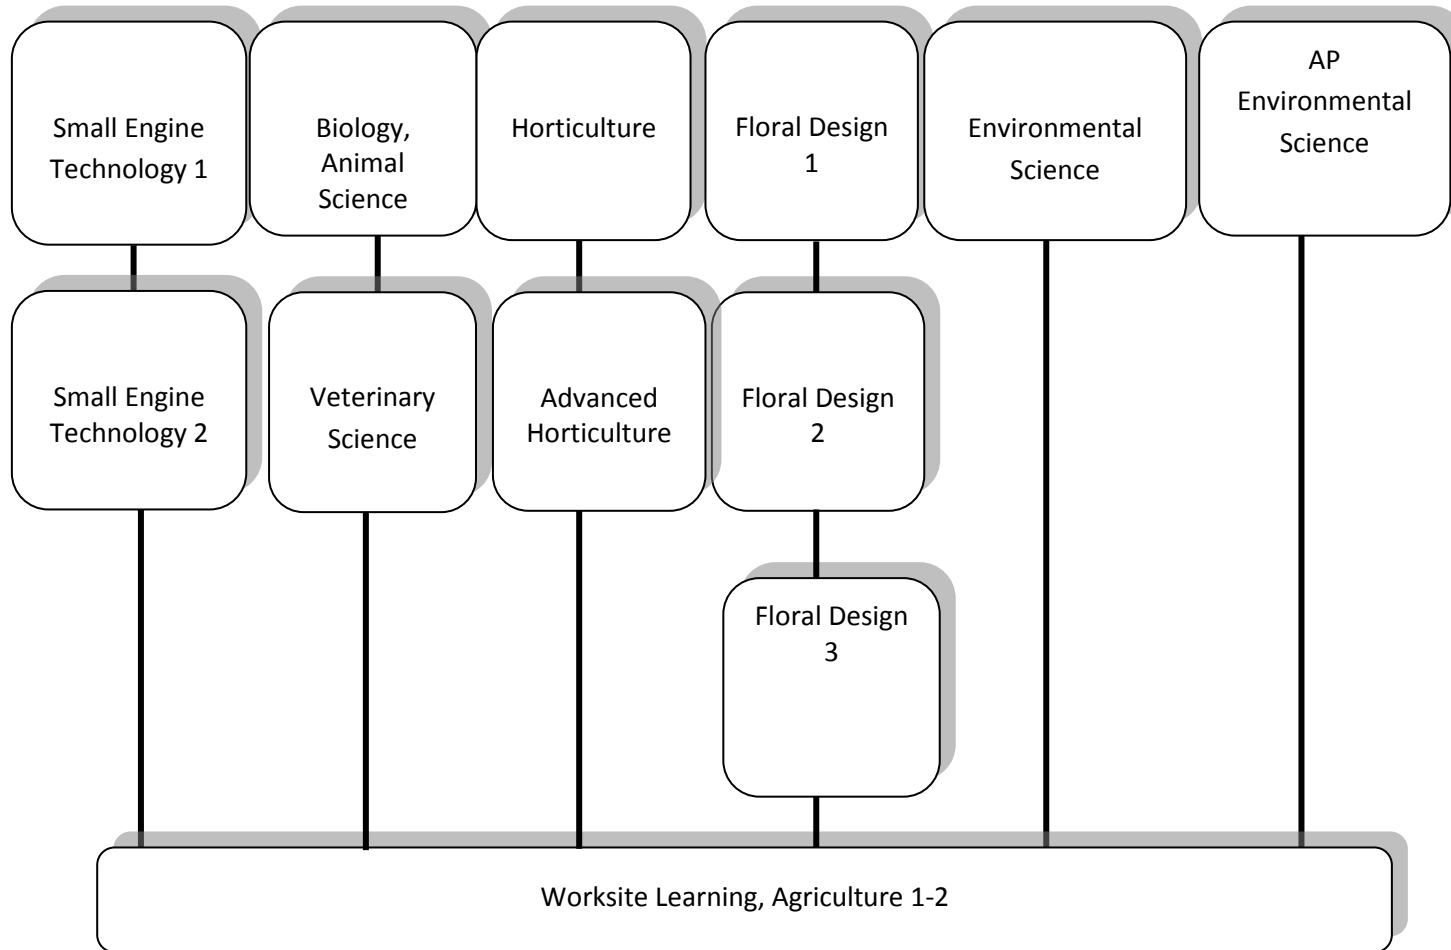 Small Engine
Technology 1
Biology,
Animal
Science
Horticulture
Floral Design
1
Environmental
Science
AP
Environmental
Science
Small Engine
Technology 2
Veterinary
Science
Advanced
Horticulture
Floral Design
2
Floral Design
3
Worksite Learning, Agriculture 1-2